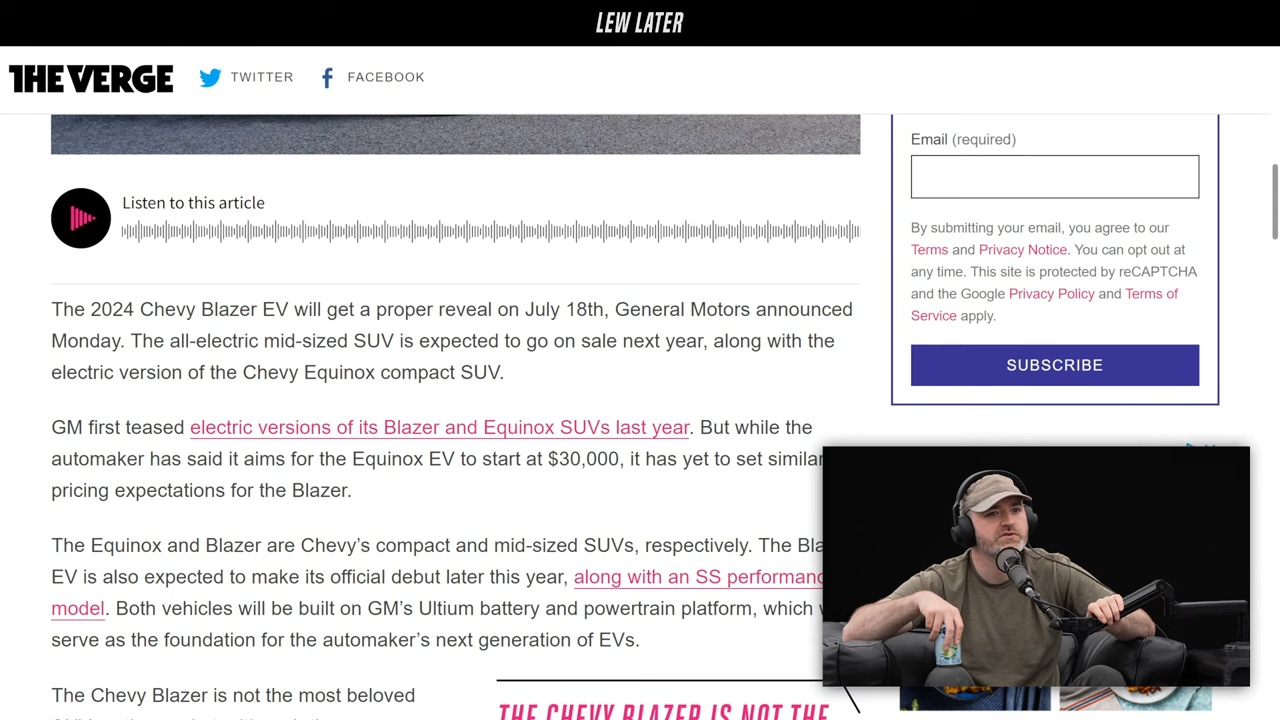 LEW LATER
THE VERGE
TWITTER
FACEBOOK
Listen to this article
The 2024 Chevy Blazer EV will get a proper reveal on July 18th, General Motors announced
Monday. The all-electric mid-sized SUV is expected to go on sale next year, along with the
electric version of the Chevy Equinox compact SUV.
GM first teased electric versions of its Blazer and Equinox SUVs last year. But while the
automaker has said it aims for the Equinox EV to start at $30,000, it has yet to set similar
pricing expectations for the Blazer.
The Equinox and Blazer are Chevy's compact and mid-sized SUVs, respectively. The Bla
EV is also expected to make its official debut later this year, along with an SS performanc
model. Both vehicles will be built on GM's Ultium battery and powertrain platform, which
serve as the foundation for the automaker's next generation of EVs.
The Chevy Blazer is not the most beloved
THE CHEVY BLAZER IS NOT THE
Email (required)
By submitting your email, you agree to our
Terms and Privacy Notice. You can opt out at
any time. This site is protected by reCAPTCHA
and the Google Privacy Policy and Terms of
Service apply.
SUBSCRIBE